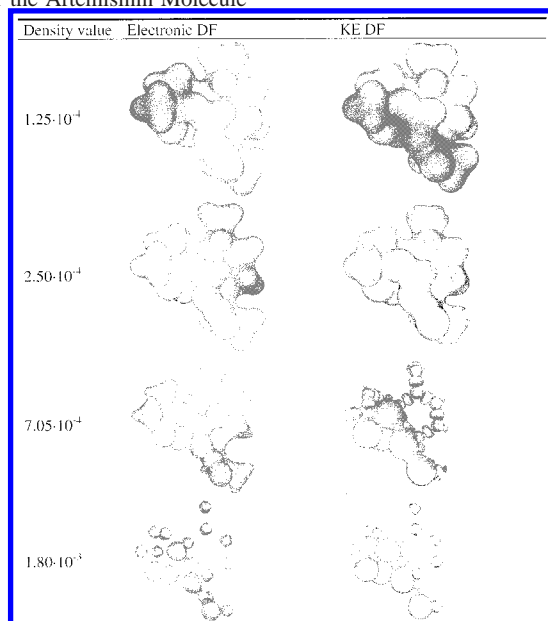 the Artemisinin Molecule
Density value Electronic DF KE DF
1.25·10⁻⁴
2.50·10⁻⁴
7.05·10⁻⁴
1.80·10⁻³